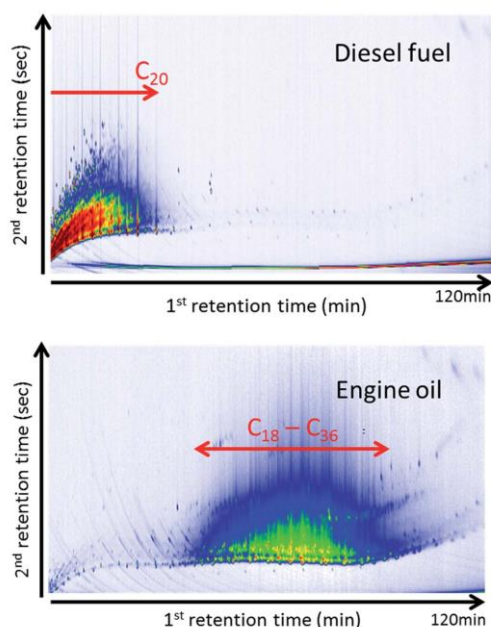 Diesel fuel
C₂₀
2nd retention time (sec)
1st retention time (min)
120min
Engine oil
C₁₈ – C₃₆
2nd retention time (sec)
1st retention time (min)
120min